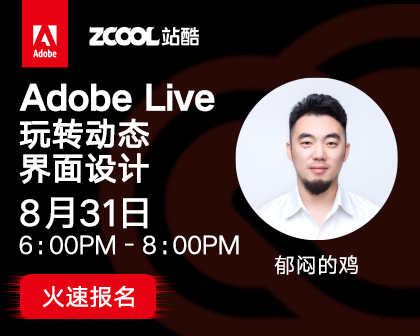 Adobe
ZCOOL站酷
Adobe Live
玩转动态
界面设计
8月31日
6:00PM - 8:00PM
郁闷的鸡
火速报名